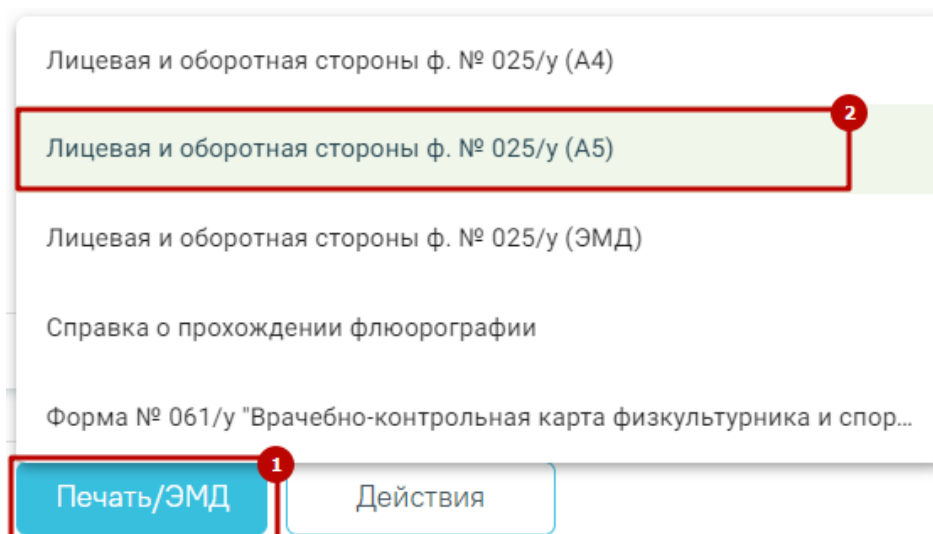 Лицевая и оборотная стороны ф. № 025/у (А4)
2
Лицевая и оборотная стороны ф. № 025/у (А5)
Лицевая и оборотная стороны ф. № 025/у (ЭМД)
Справка о прохождении флюорографии
Форма № 061/у "Врачебно-контрольная карта физкультурника и спор...
1
Печать/ЭМД
Действия